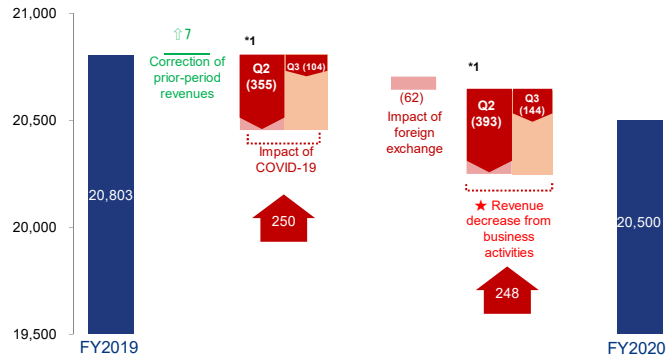 21,000
20,500
20,000
19,500
20,803
FY2019
⇧7
Correction of
prior-period
revenues
*1
Q2
(355)
Q3 (104)
Impact of
COVID-19
250
(62)
Impact of
foreign
exchange
*1
Q2
(393)
Q3
(144)
★ Revenue
decrease from
business
activities
248
20,500
FY2020